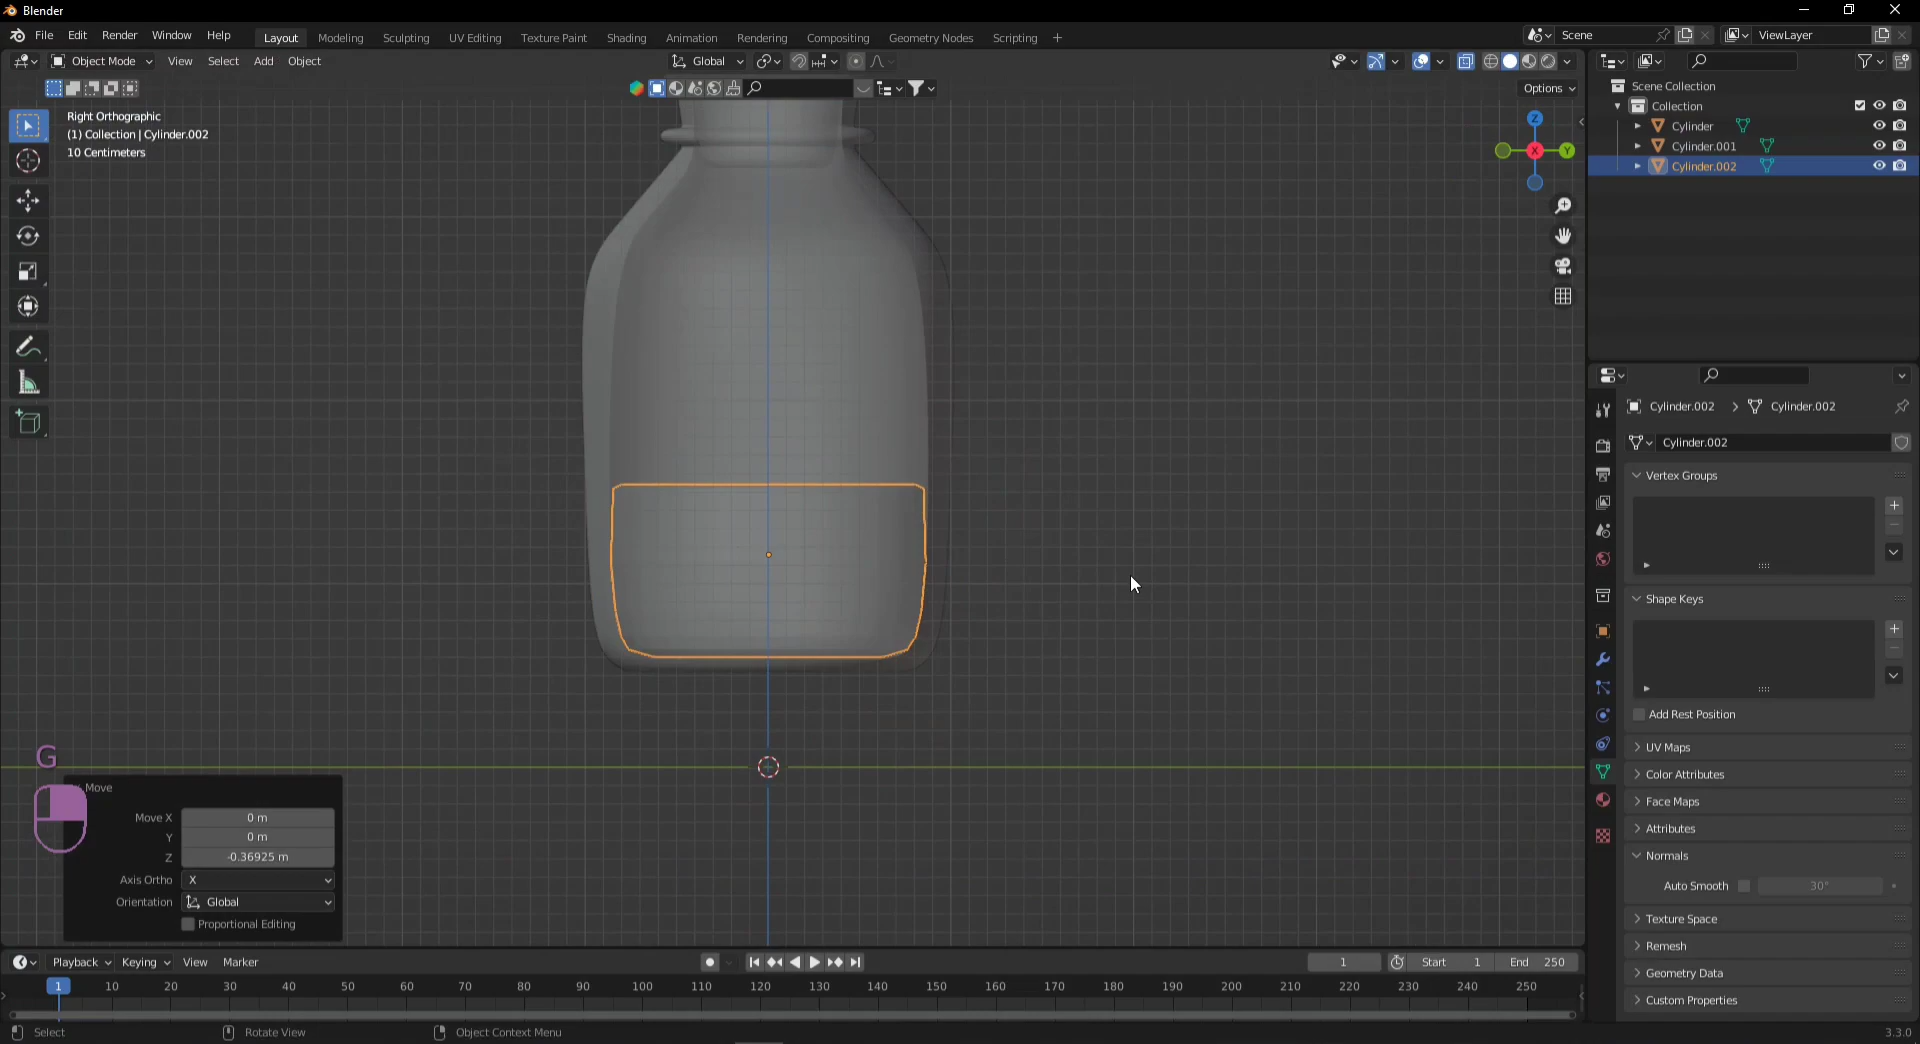 Blender
File Edit Render Window Help Layout Modeling Sculpting UV Editing Texture Paint Shading Animation Rendering Compositing Geometry Nodes Scripting + Scene ViewLayer
Object Mode View Select Add Object Global
Options
Right Orthographic
(1) Collection | Cylinder.002
10 Centimeters
Z
X
Y
Scene Collection
Collection
Cylinder
Cylinder.001
Cylinder.002
Cylinder.002 > Cylinder.002
Cylinder.002
Vertex Groups
Shape Keys
Add Rest Position
UV Maps
Color Attributes
Face Maps
Attributes
Normals
Auto Smooth 30°
Texture Space
Remesh
Geometry Data
Custom Properties
G
Move
Move X 0 m
Y 0 m
Z -0.36925 m
Axis Ortho X
Orientation Global
Proportional Editing
Playback Keying View Marker 1 Start 1 End 250
1 10 20 30 40 50 60 70 80 90 100 110 120 130 140 150 160 170 180 190 200 210 220 230 240 250
Select Rotate View Object Context Menu 3.3.0